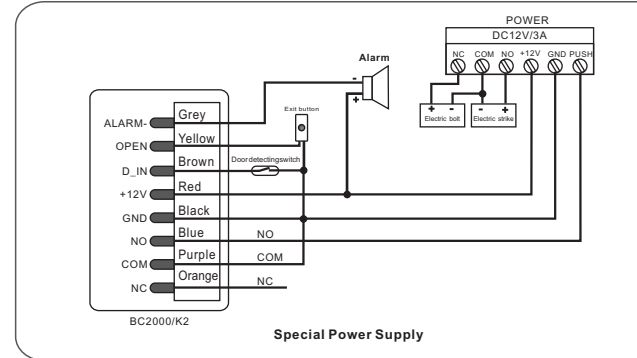 POWER
DC12V/3A
NC COM NO +12V GND PUSH
Alarm
-
+
+ -
Electric bolt
- +
Electric strike
Exit button
ALARM- Grey
OPEN Yellow
D_IN Brown
Doordetectingswitch
+12V Red
GND Black
NO Blue NO
COM Purple COM
NC Orange NC
BC2000/K2
Special Power Supply